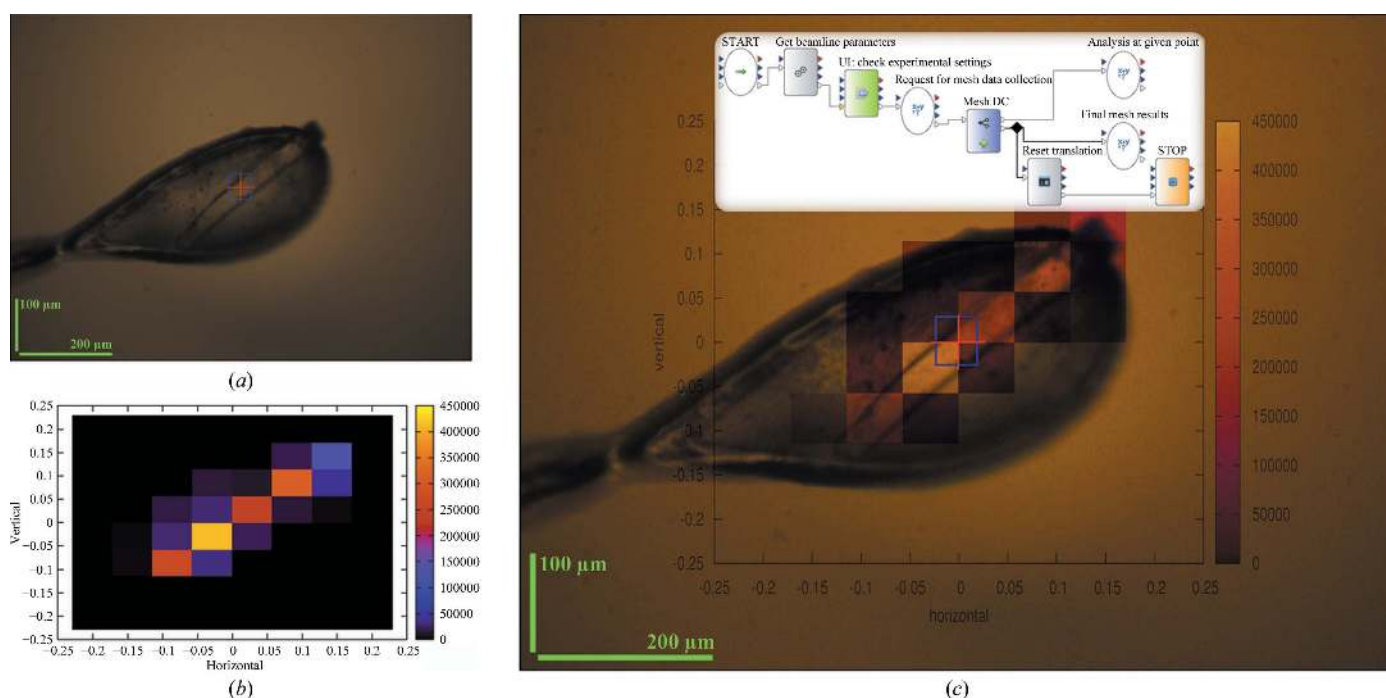 100 µm
200 µm
(a)
0.25
0.2
0.15
0.1
0.05
0
−0.05
−0.1
−0.15
−0.2
−0.25
Vertical
−0.25 −0.2 −0.15 −0.1 −0.05 0 0.05 0.1 0.15 0.2 0.25
Horizontal
450000
400000
350000
300000
250000
200000
150000
100000
50000
0
(b)
START
Get beamline parameters
UI: check experimental settings
Request for mesh data collection
Mesh DC
Analysis at given point
Final mesh results
Reset translation
STOP
x+y
=?
x+y
=?
x+y
=?
0.25
0.2
0.15
0.1
0.05
0
-0.05
-0.1
-0.15
-0.2
-0.25
vertical
-0.25 -0.2 -0.15 -0.1 -0.05 0 0.05 0.1 0.15 0.2 0.25
horizontal
450000
400000
350000
300000
250000
200000
150000
100000
50000
0
100 µm
200 µm
(c)